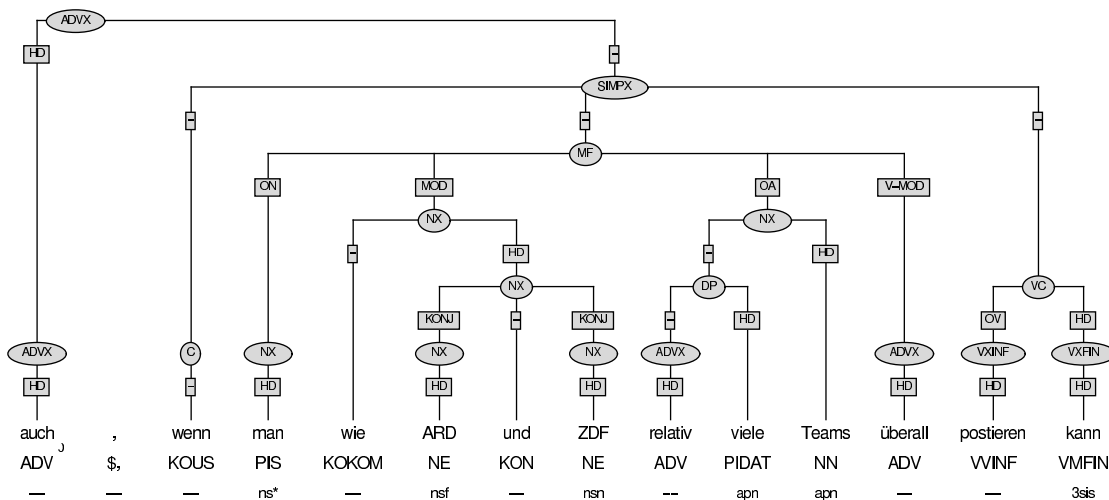 ADVX
HD -
SIMPX
- - -
MF
ON MOD OA V-MOD
NX NX
- HD - HD
NX DP VC
KONJ - KONJ - HD OV HD
ADVX C NX NX NX ADVX ADVX VXINF VXFIN
HD - HD HD HD HD HD HD HD
auch , wenn man wie ARD und ZDF relativ viele Teams überall postieren kann
J
ADV $, KOUS PIS KOKOM NE KON NE ADV PIDAT NN ADV VVINF VMFIN
— — — ns* — nsf — nsn -- apn apn — — 3sis